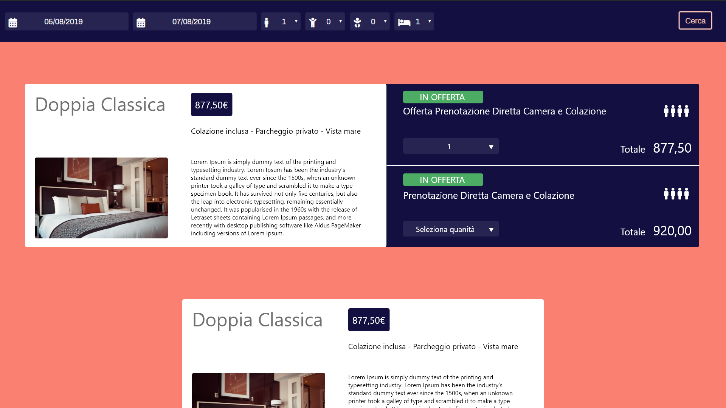 05/08/2019 07/08/2019 1 0 0 1 Cerca
Doppia Classica
877,50€
Colazione inclusa - Parcheggio privato - Vista mare
Lorem Ipsum is simply dummy text of the printing and
typesetting industry. Lorem Ipsum has been the industry's
standard dummy text ever since the 1500s, when an unknown
printer took a galley of type and scrambled it to make a type
specimen book. It has survived not only five centuries, but also
the leap into electronic typesetting, remaining essentially
unchanged. It was popularised in the 1960s with the release of
Letraset sheets containing Lorem Ipsum passages, and more
recently with desktop publishing software like Aldus PageMaker
including versions of Lorem Ipsum.
IN OFFERTA
Offerta Prenotazione Diretta Camera e Colazione
1
Totale 877,50
IN OFFERTA
Prenotazione Diretta Camera e Colazione
Seleziona quanità
Totale 920,00
Doppia Classica
877,50€
Colazione inclusa - Parcheggio privato - Vista mare
Lorem Ipsum is simply dummy text of the printing and
typesetting industry. Lorem Ipsum has been the industry's
standard dummy text ever since the 1500s, when an unknown
printer took a galley of type and scrambled it to make a type